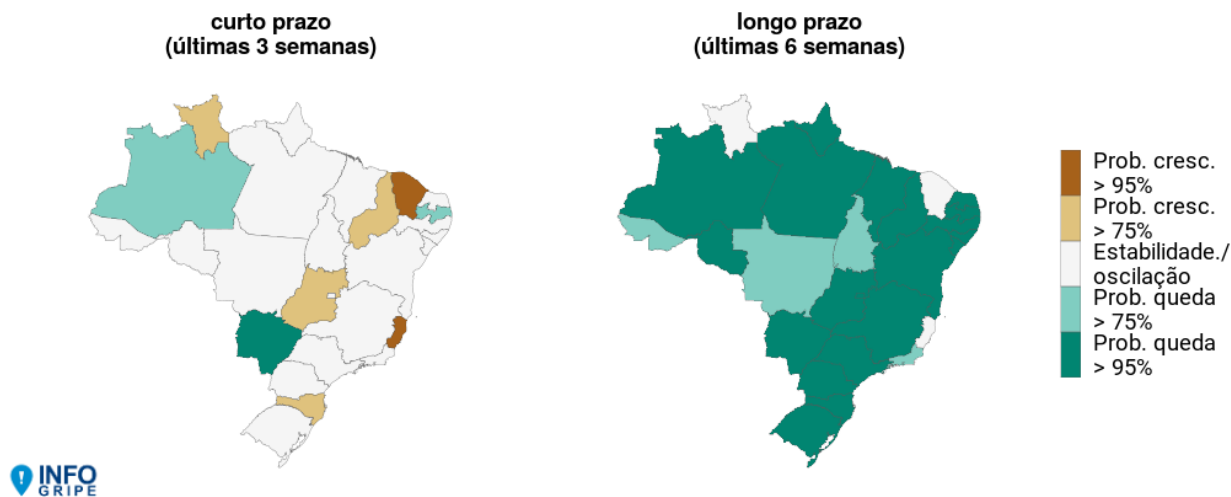 curto prazo
(últimas 3 semanas)
longo prazo
(últimas 6 semanas)
Prob. cresc.
> 95%
Prob. cresc.
> 75%
Estabilidade./
oscilação
Prob. queda
> 75%
Prob. queda
> 95%
INFO
GRIPE